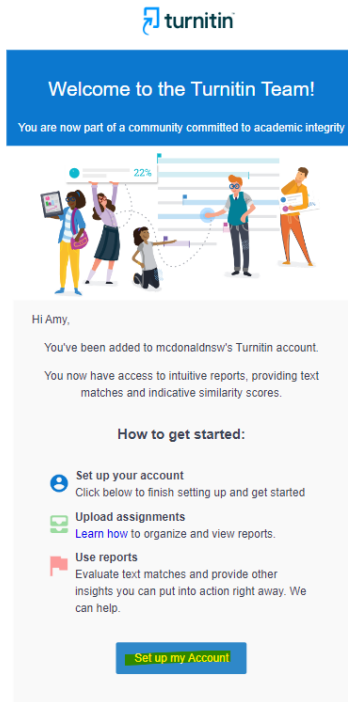 turnitin
Welcome to the Turnitin Team!
You are now part of a community committed to academic integrity
22%
Hi Amy,
You've been added to mcdonaldnsw's Turnitin account.
You now have access to intuitive reports, providing text
matches and indicative similarity scores.
How to get started:
Set up your account
Click below to finish setting up and get started
Upload assignments
Learn how to organize and view reports.
Use reports
Evaluate text matches and provide other
insights you can put into action right away. We
can help.
Set up my Account